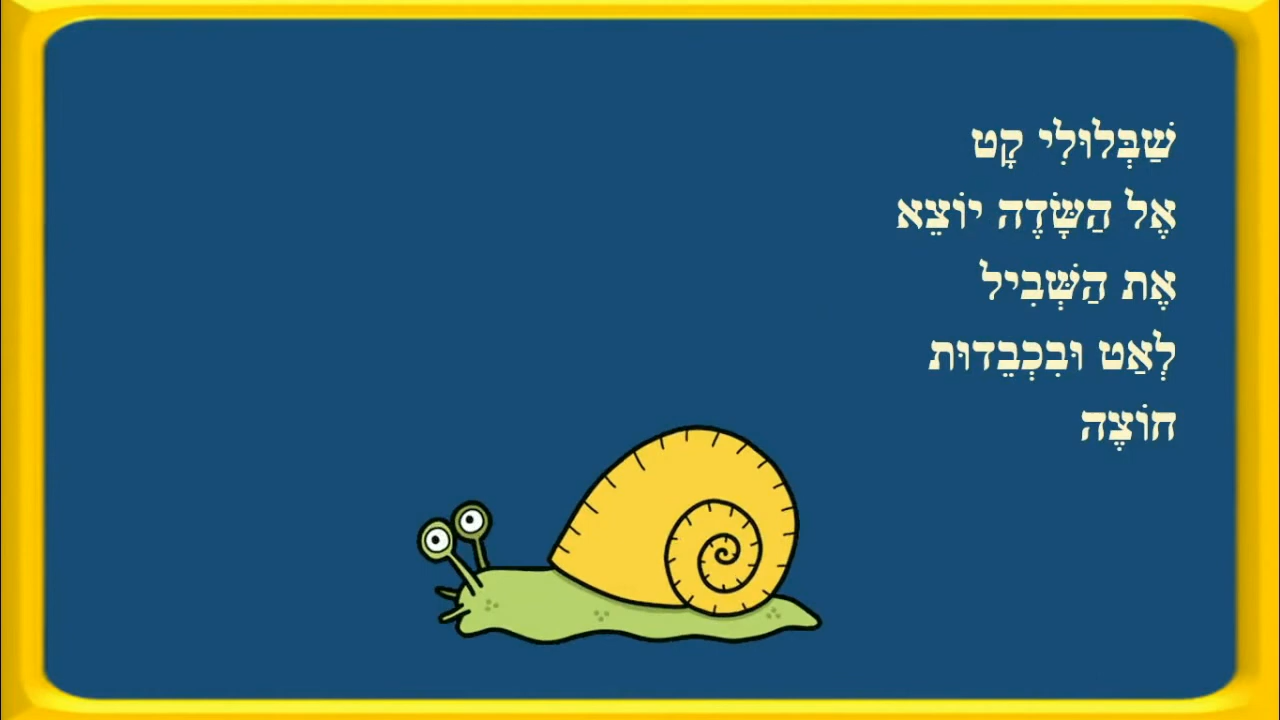 שַׁבְּלוּלִי קָט
אֶל הַשָּׂדֶה יוֹצֵא
אֶת הַשְּׁבִיל
לְאַט וּבִכְבֵדוּת
חוֹצֶה